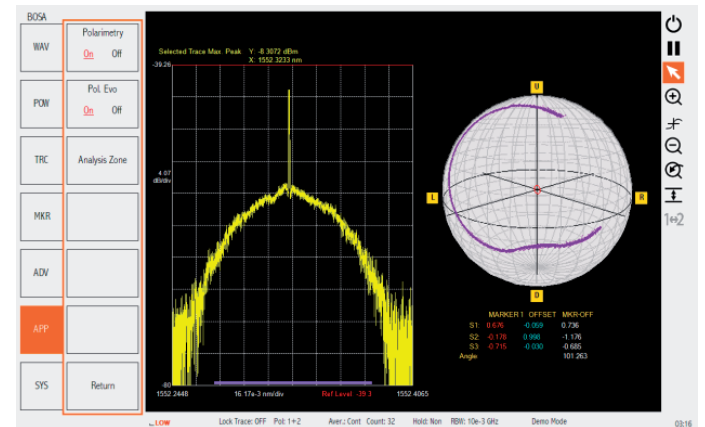 BOSA
WAV
POW
TRC
MKR
ADV
APP
SYS
Polarimetry
On Off
Pol. Evo
On Off
Analysis Zone
Return
Selected Trace Max. Peak Y: -8.3072 dBm
X: 1552.3233 nm
-39.26
4.07
dB/div
-80
1552.2448 16.17e-3 nm/div Ref Level -39.3 1552.4065
U
L
R
D
MARKER 1 OFFSET MKR-OFF
S1: 0.676 -0.059 0.736
S2: -0.178 0.998 -1.176
S3: -0.715 -0.030 -0.685
Angle: 101.263
1⇔2
LOW Lock Trace: OFF Pol: 1+2 Aver.: Cont Count: 32 Hold: Non RBW: 10e-3 GHz Demo Mode 03:16